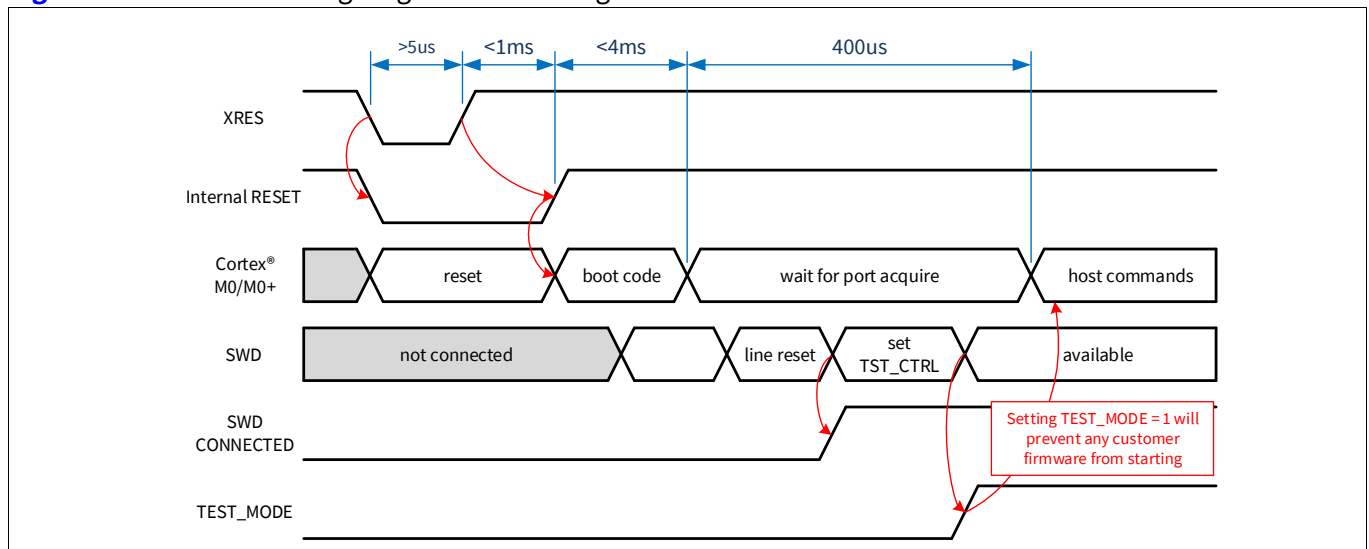 >5us <1ms <4ms 400us
XRES
Internal RESET
Cortex®
M0/M0+
reset boot code wait for port acquire host commands
SWD
not connected line reset
set
TST_CTRL
available
SWD
CONNECTED
Setting TEST_MODE = 1 will
prevent any customer
firmware from starting
TEST_MODE